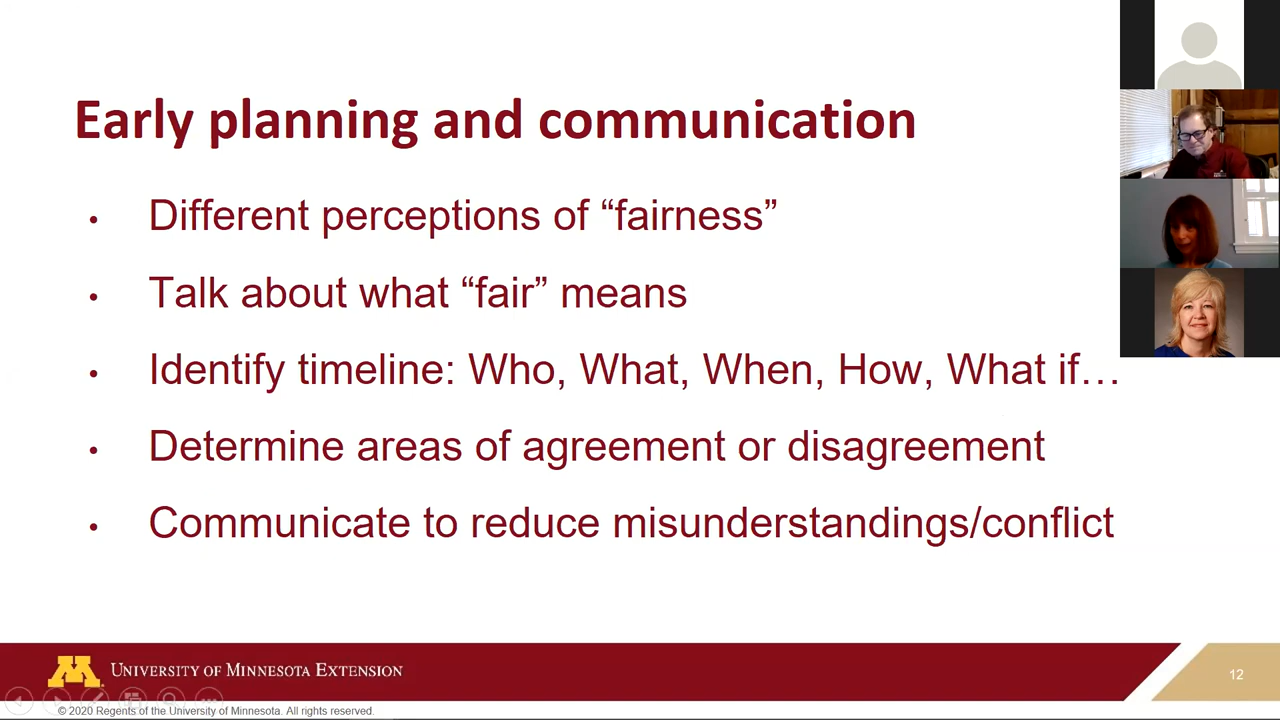 Early planning and communication
• Different perceptions of “fairness”
• Talk about what “fair” means
• Identify timeline: Who, What, When, How, What if…
• Determine areas of agreement or disagreement
• Communicate to reduce misunderstandings/conflict
M UNIVERSITY OF MINNESOTA EXTENSION
12
© 2020 Regents of the University of Minnesota. All rights reserved.